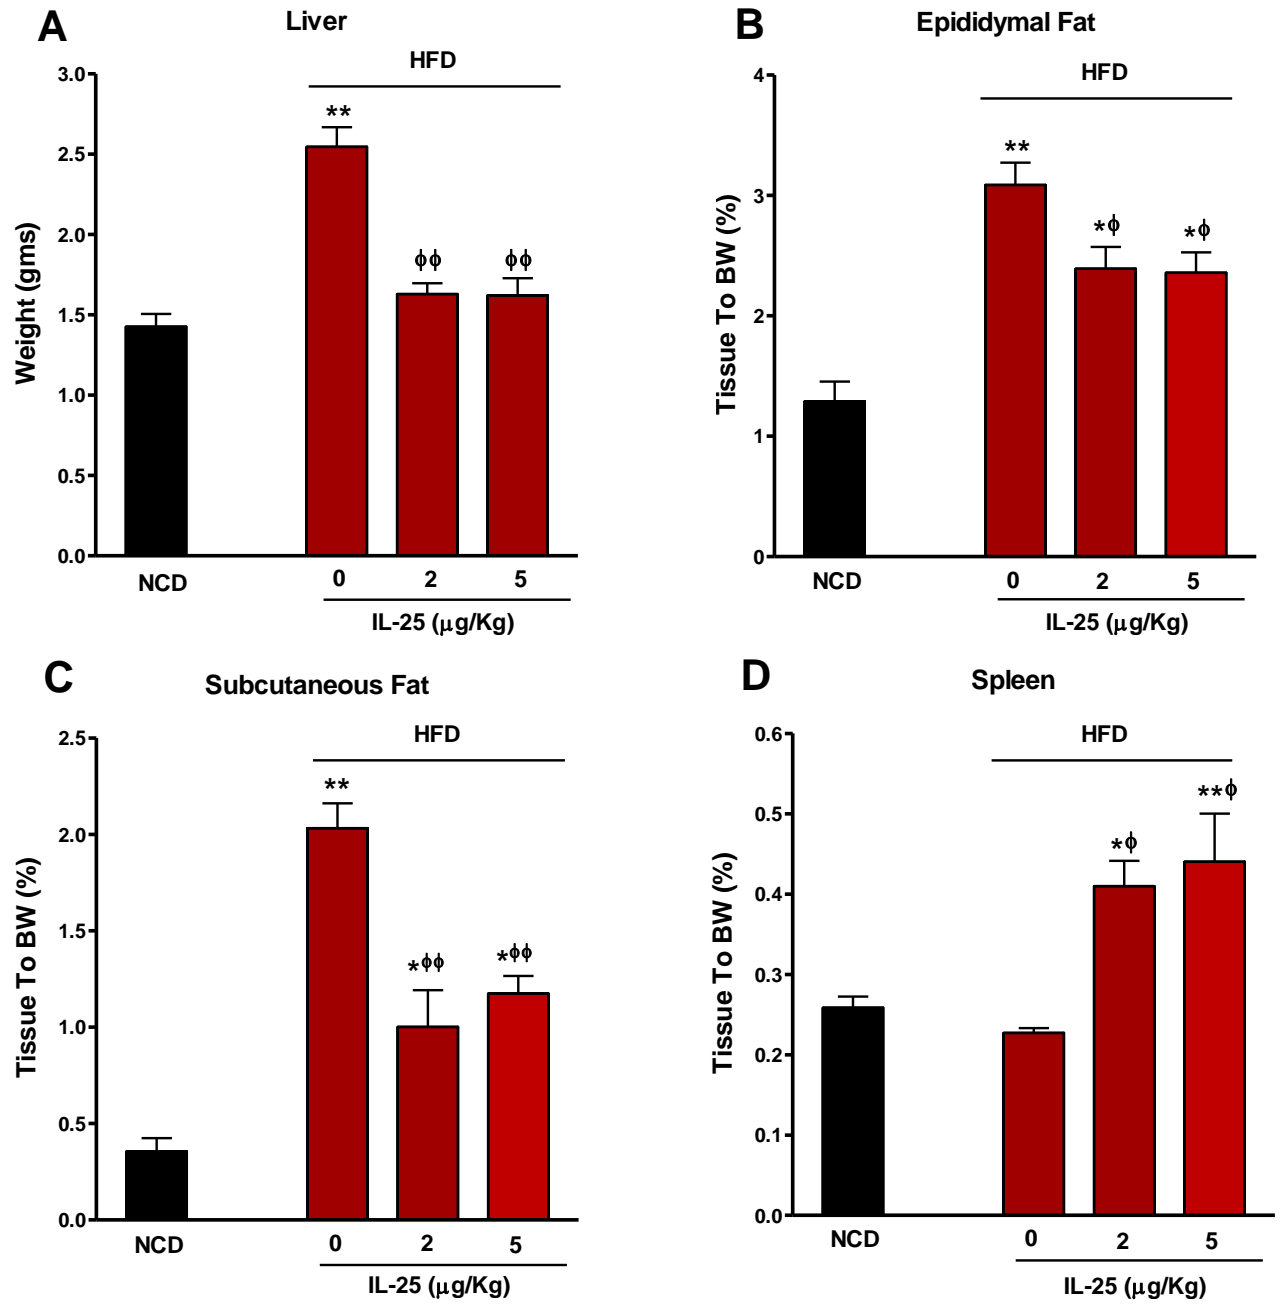 A
Liver
HFD
Weight (gms)
3.0
2.5
2.0
1.5
1.0
0.5
0.0
**
ϕϕ
ϕϕ
NCD
0
2
5
IL-25 (μg/Kg)
B
Epididymal Fat
HFD
Tissue To BW (%)
4
3
2
1
0
**
*ϕ
*ϕ
NCD
0
2
5
IL-25 (μg/Kg)
C
Subcutaneous Fat
HFD
Tissue To BW (%)
2.5
2.0
1.5
1.0
0.5
0.0
**
*ϕϕ
*ϕϕ
NCD
0
2
5
IL-25 (μg/Kg)
D
Spleen
HFD
Tissue To BW (%)
0.6
0.5
0.4
0.3
0.2
0.1
0.0
*ϕ
**ϕ
NCD
0
2
5
IL-25 (μg/Kg)